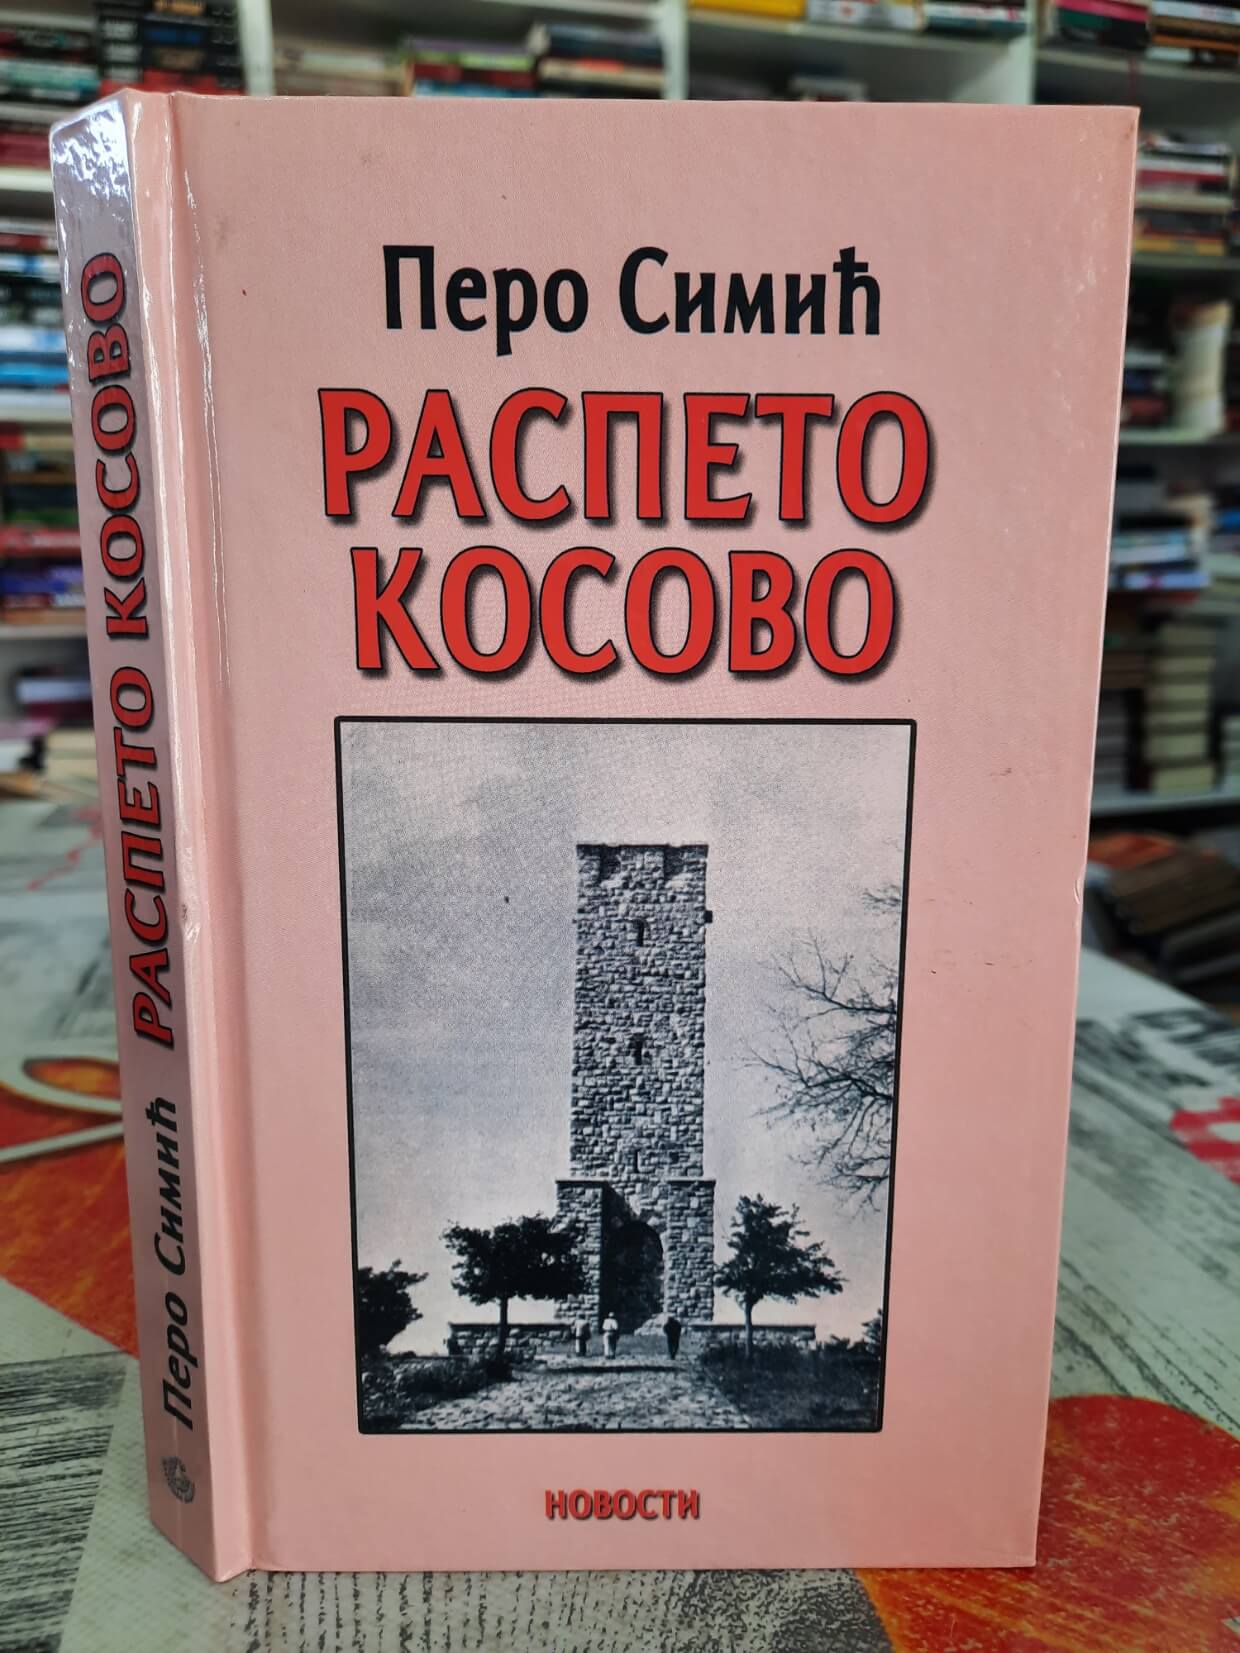 Перо Симић
РАСПЕТО
КОСОВО
НОВОСТИ
Перо Симић РАСПЕТО КОСОВО